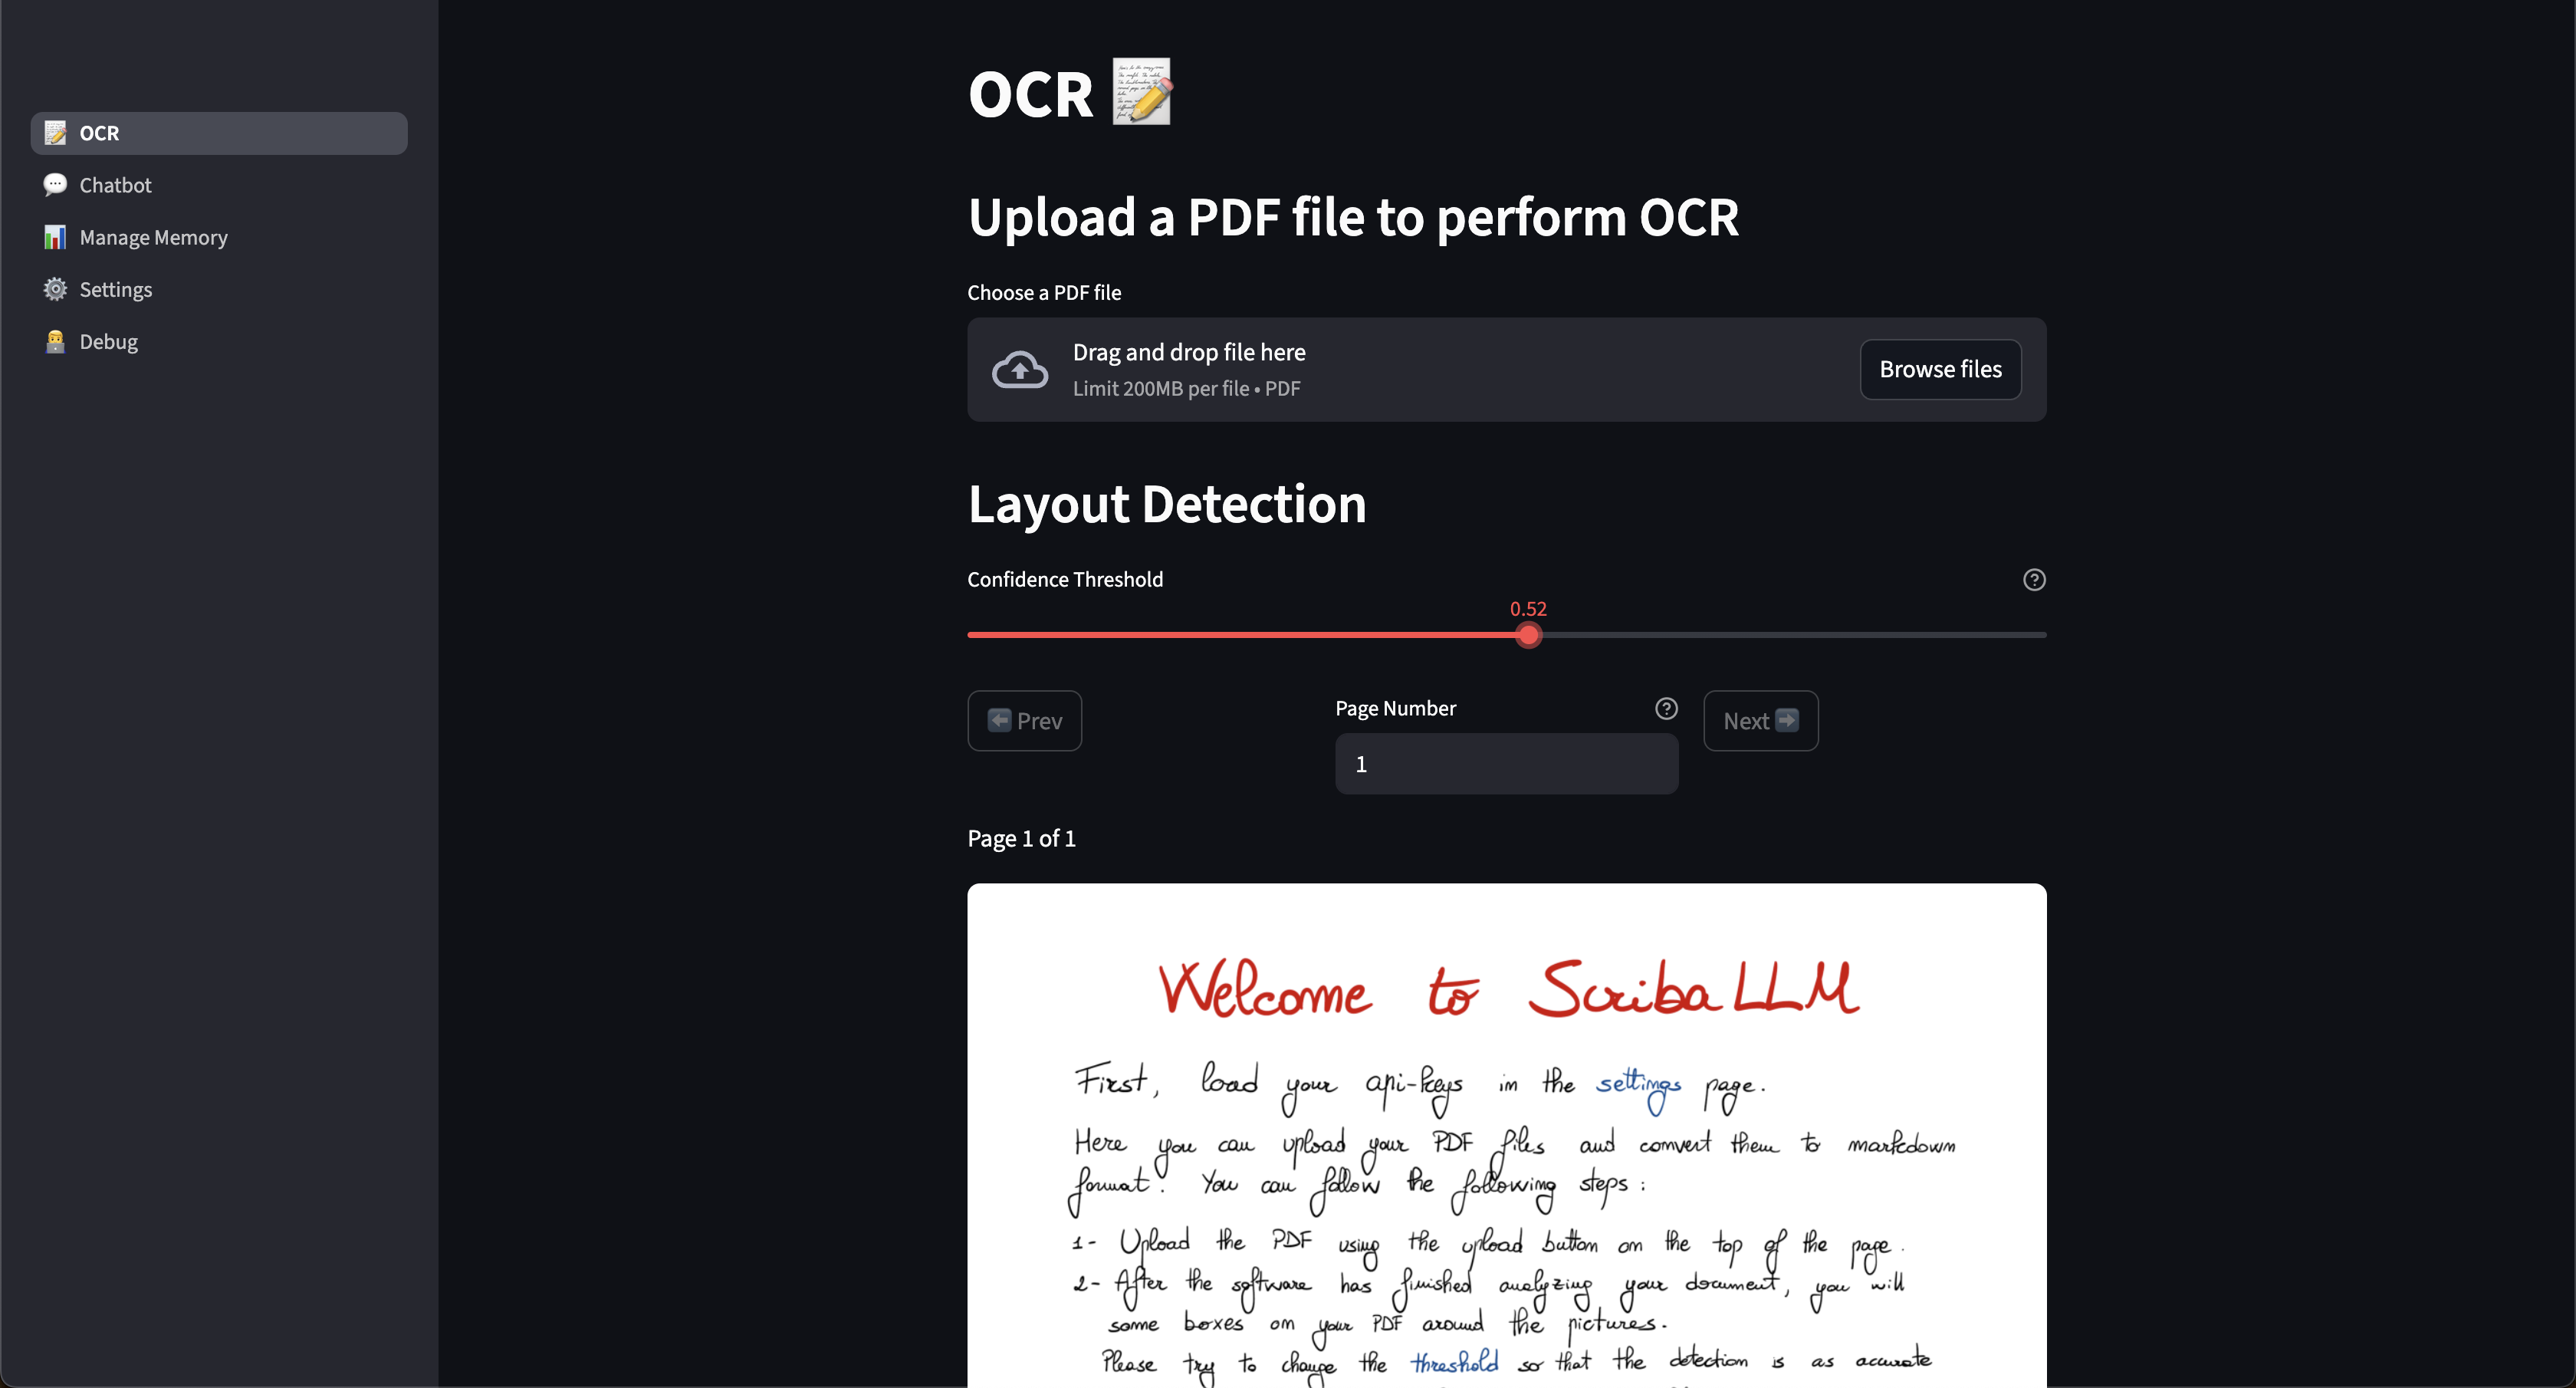 OCR
Chatbot
Manage Memory
Settings
Debug
OCR
Upload a PDF file to perform OCR
Choose a PDF file
Drag and drop file here
Limit 200MB per file • PDF
Browse files
Layout Detection
Confidence Threshold
0.52
Prev
Page Number
1
Next
Page 1 of 1
Welcome to ScribaLLM
First, load your api-keys in the settings page.
Here you can upload your PDF files and convert them to markdown
format. You can follow the following steps:
1- Upload the PDF using the upload button on the top of the page.
2- After the software has finished analyzing your document, you will
some boxes on your PDF around the pictures.
Please try to change the threshold so that the detection is as accurate